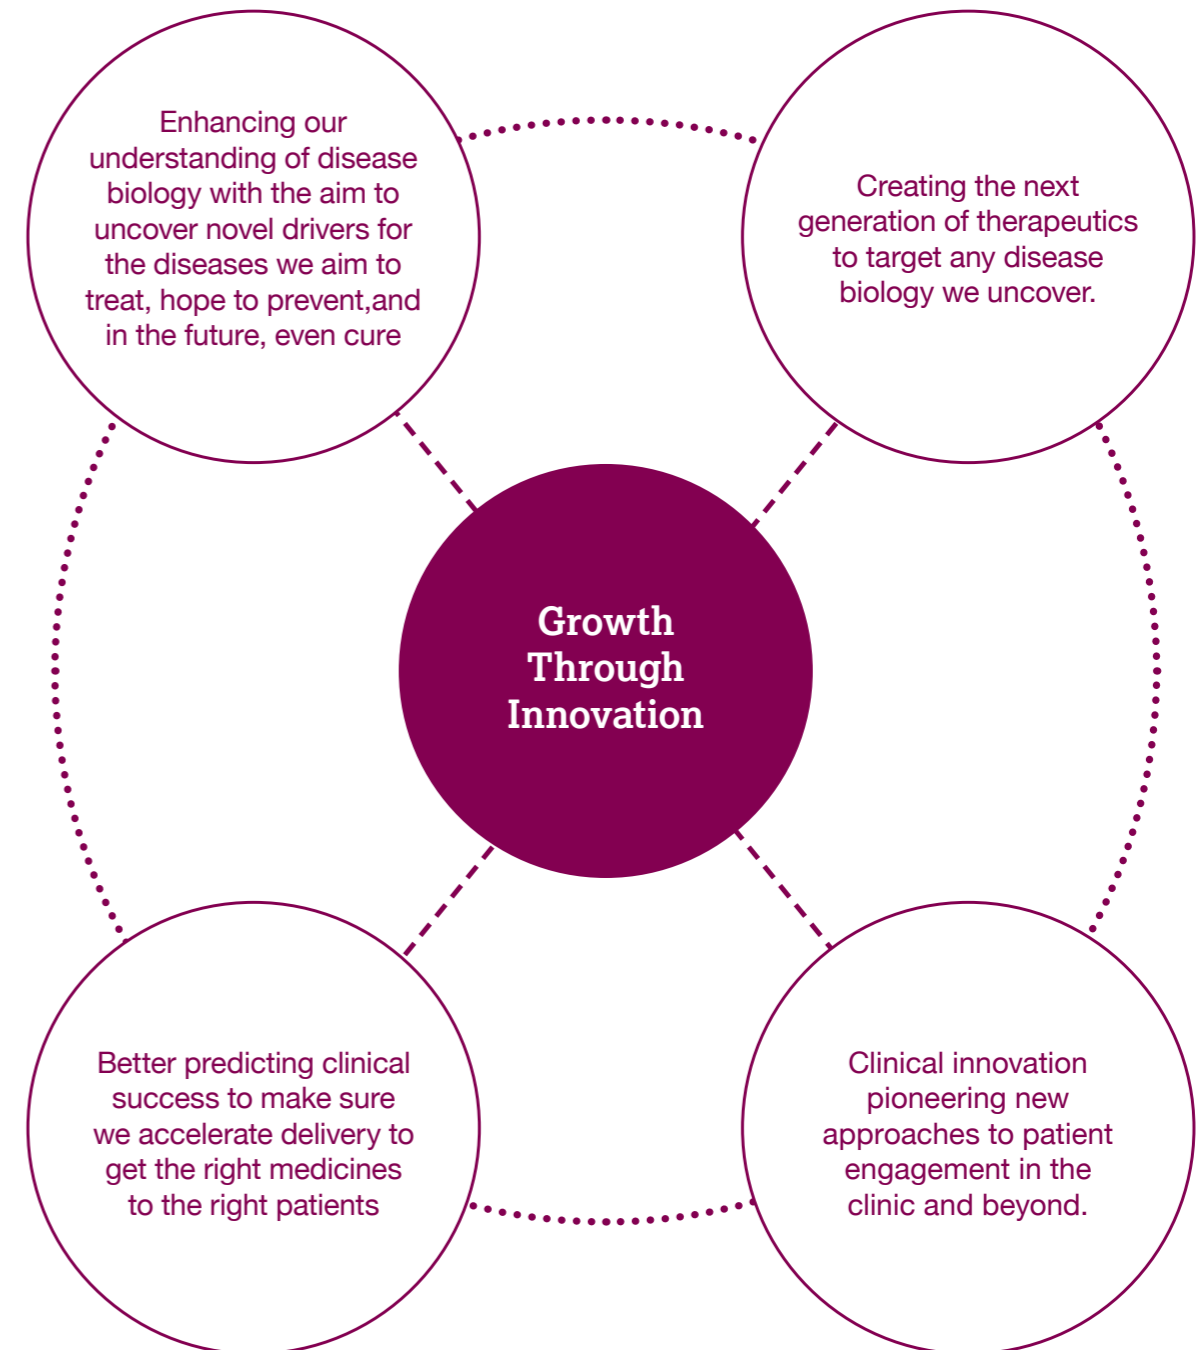 Enhancing our
understanding of disease
biology with the aim to
uncover novel drivers for
the diseases we aim to
treat, hope to prevent,and
in the future, even cure
Creating the next
generation of therapeutics
to target any disease
biology we uncover.
Growth
Through
Innovation
Better predicting clinical
success to make sure
we accelerate delivery to
get the right medicines
to the right patients
Clinical innovation
pioneering new
approaches to patient
engagement in the
clinic and beyond.